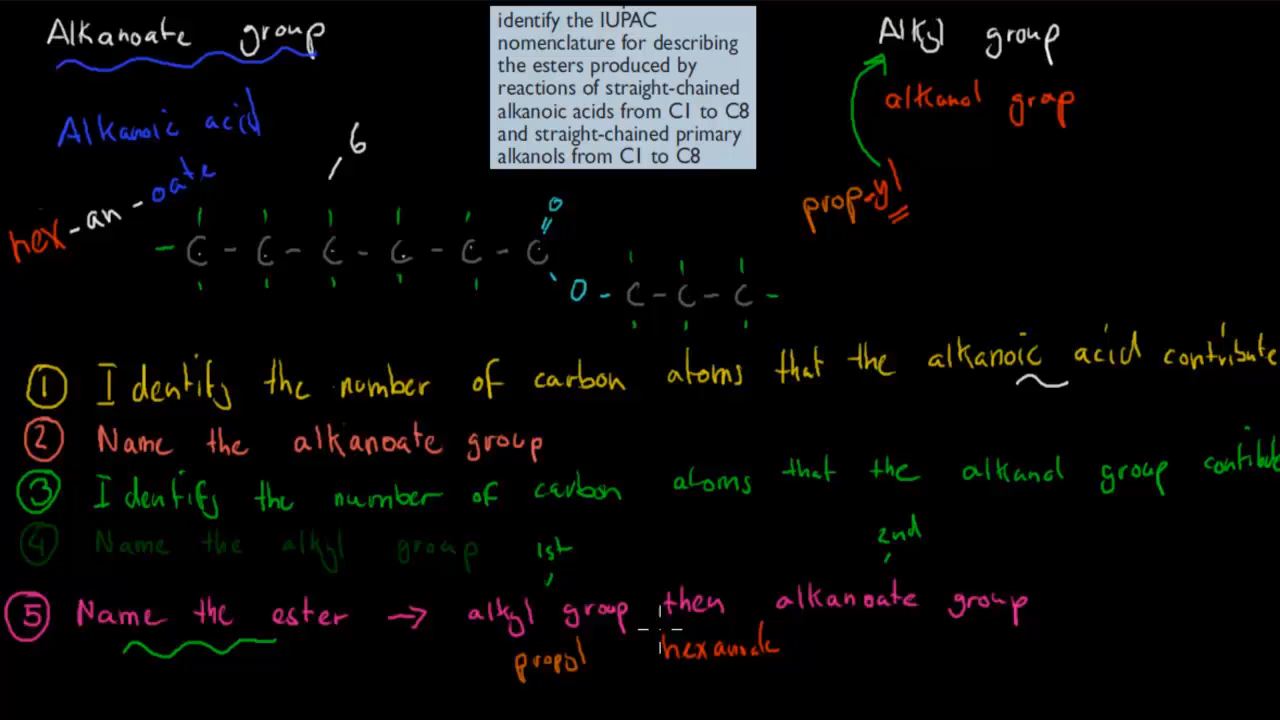 Alkanoate group
identify the IUPAC
nomenclature for describing
the esters produced by
reactions of straight-chained
alkanoic acids from C1 to C8
and straight-chained primary
alkanols from C1 to C8
Alkyl group
alkanol group
Alkanoic acid
6
hex-an-oate
prop-yl
O
C - C - C - C - C - C
O - C - C - C -
① Identify the number of carbon atoms that the alkanoic acid contribute
② Name the alkanoate group
③ Identify the number of carbon atoms that the alkanol group contribute
④ Name the alkyl group
1st
2nd
⑤ Name the ester → alkyl group then alkanoate group